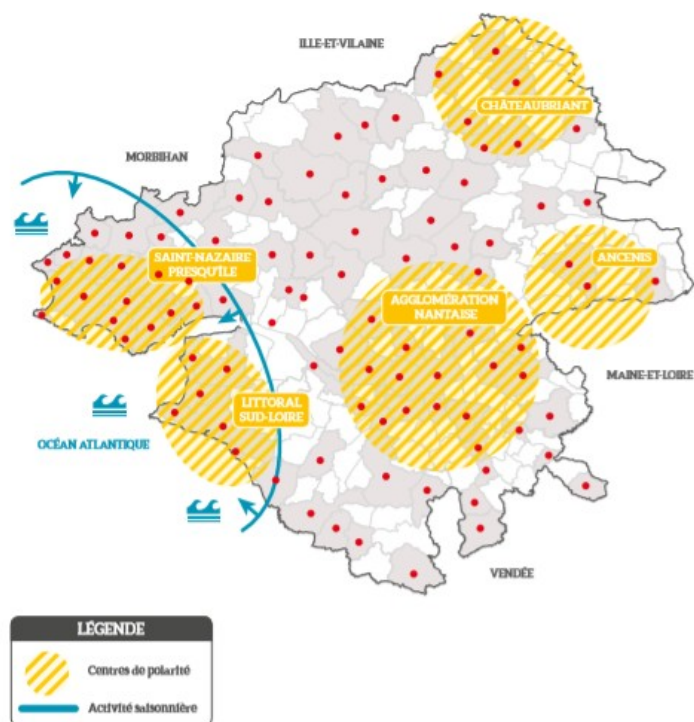 ILLE-ET-VILAINE
CHÂTEAUBRIANT
MORBIHAN
SAINT-NAZAIRE
PRESQU'ÎLE
ANCENIS
AGGLOMÉRATION
NANTAISE
MAINE-ET-LOIRE
LITTORAL
SUD-LOIRE
OCÉAN ATLANTIQUE
VENDÉE
LÉGENDE
Centres de polarité
Activité saisonnière